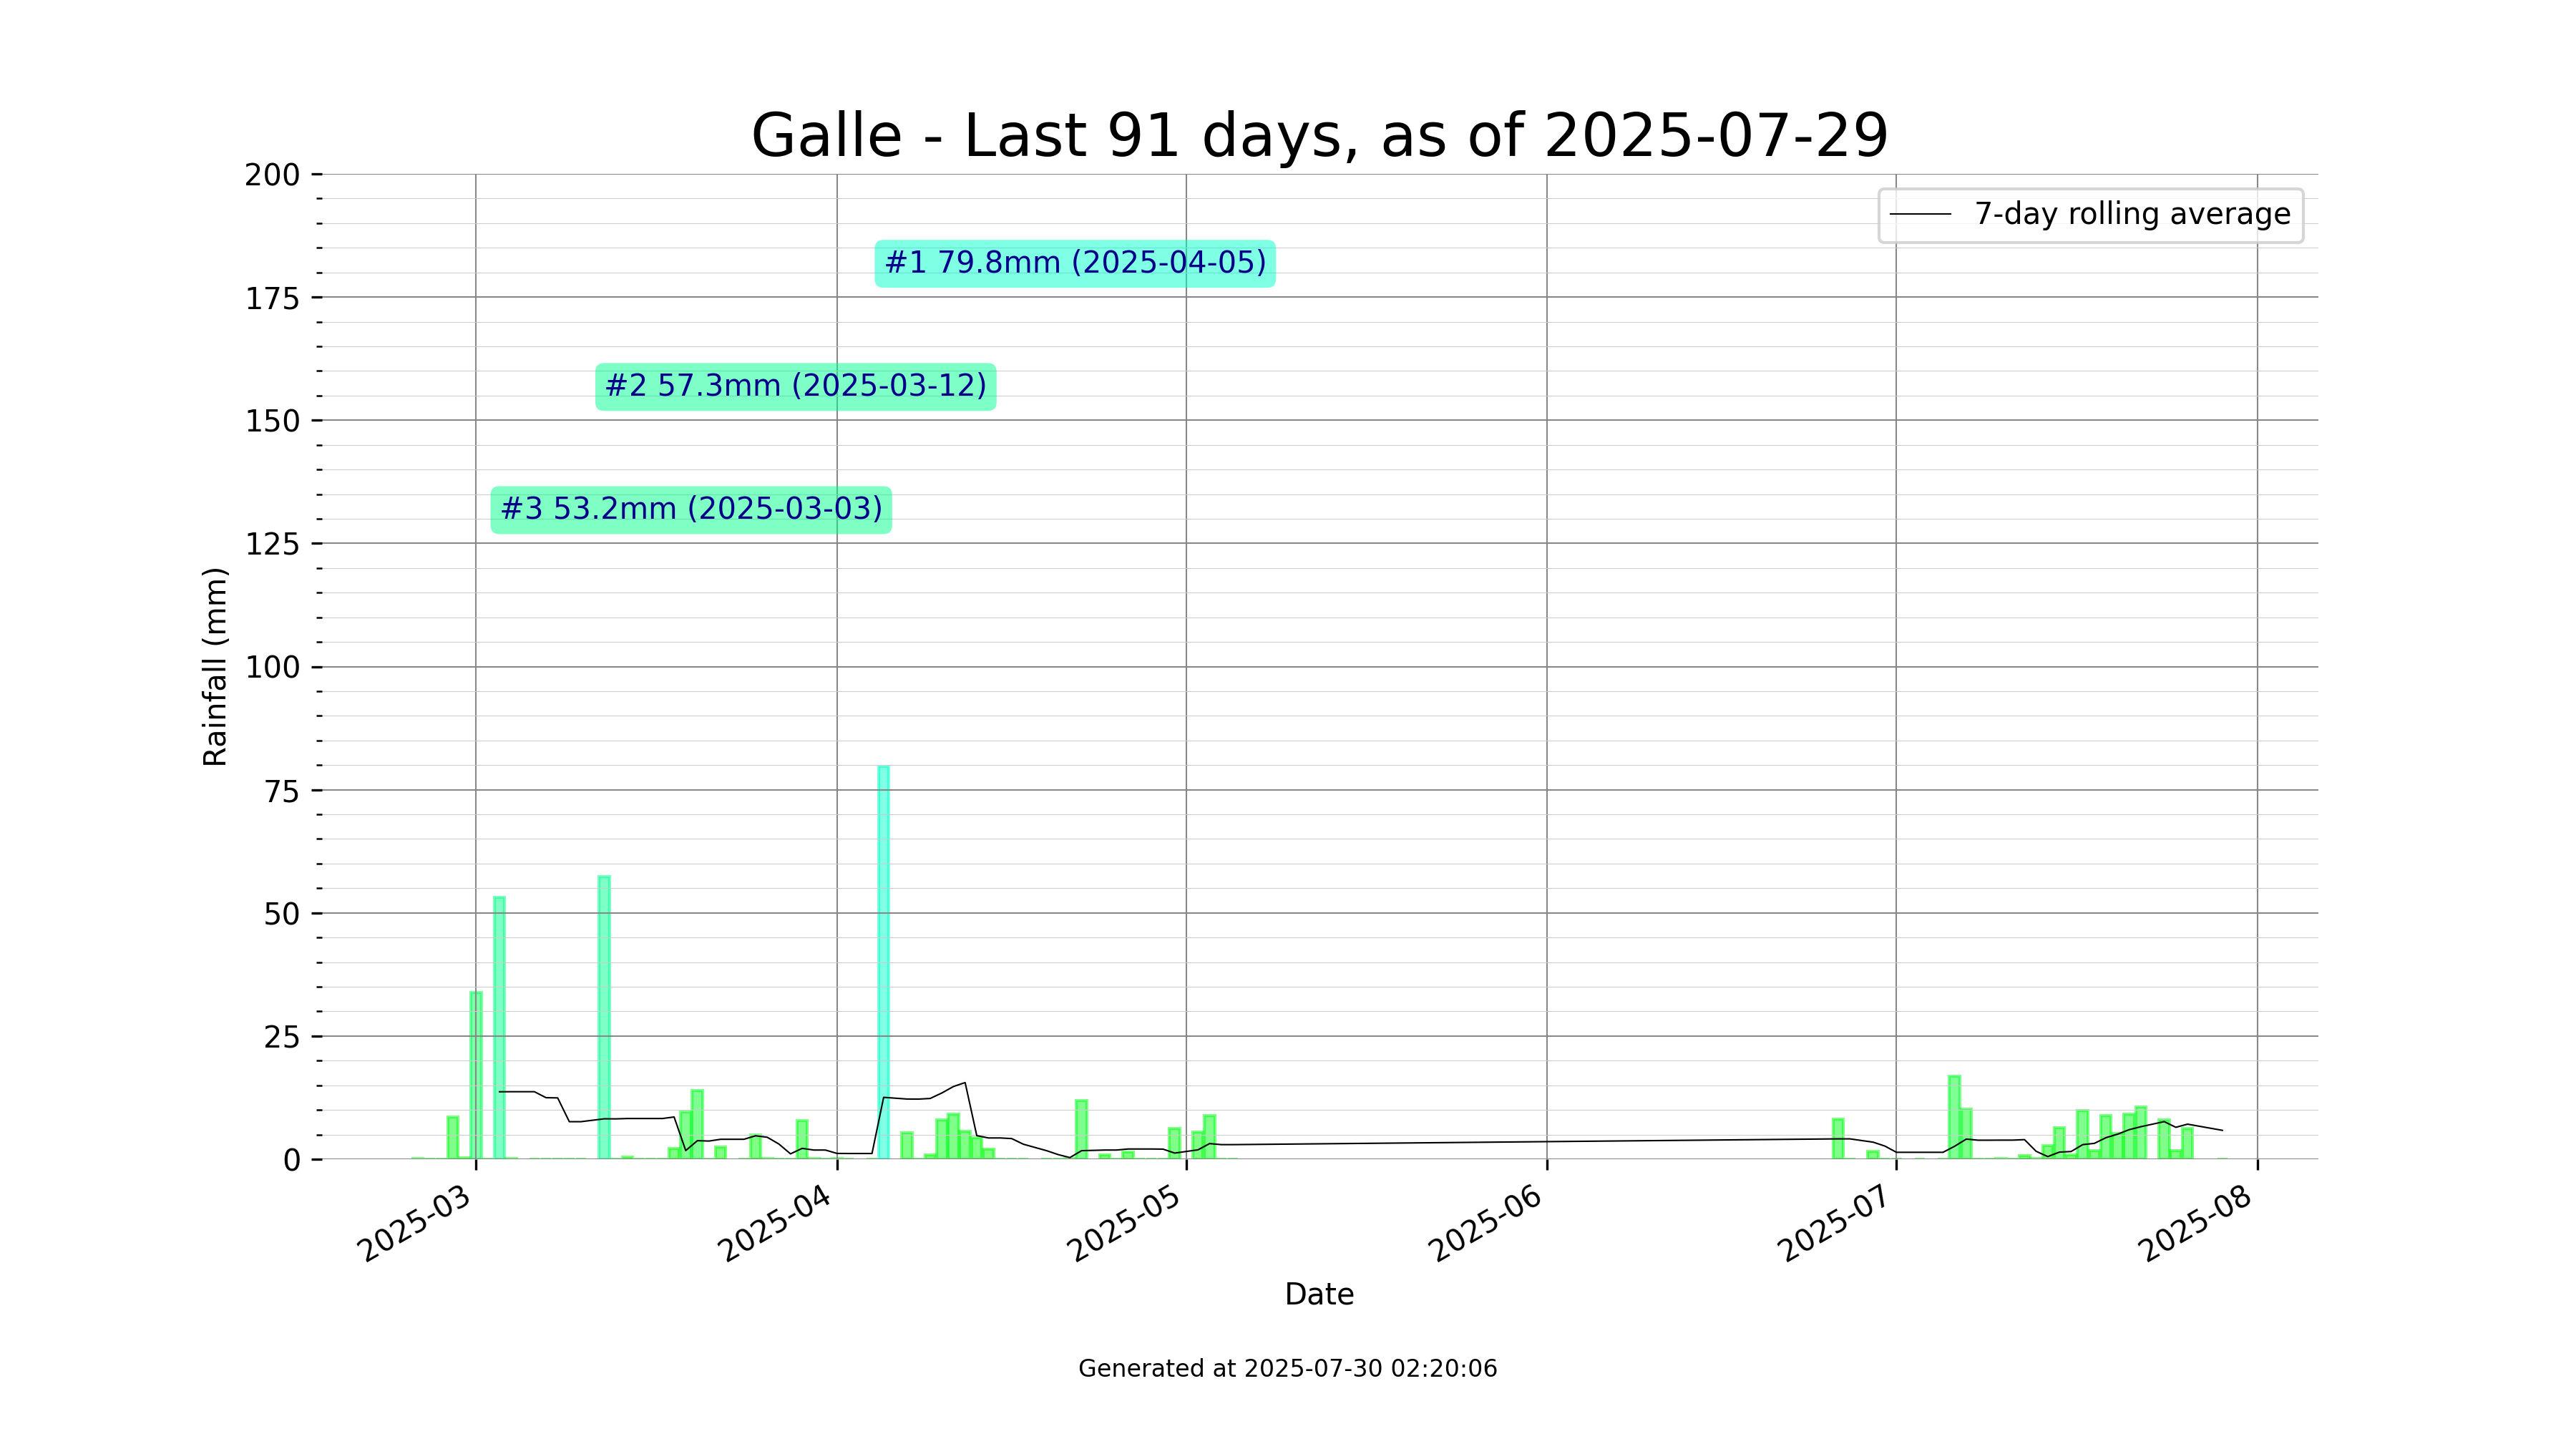 Galle - Last 91 days, as of 2025-07-29
200
175
150
125
100
75
50
25
0
Rainfall (mm)
7-day rolling average
#1 79.8mm (2025-04-05)
#2 57.3mm (2025-03-12)
#3 53.2mm (2025-03-03)
2025-03
2025-04
2025-05
2025-06
2025-07
2025-08
Date
Generated at 2025-07-30 02:20:06